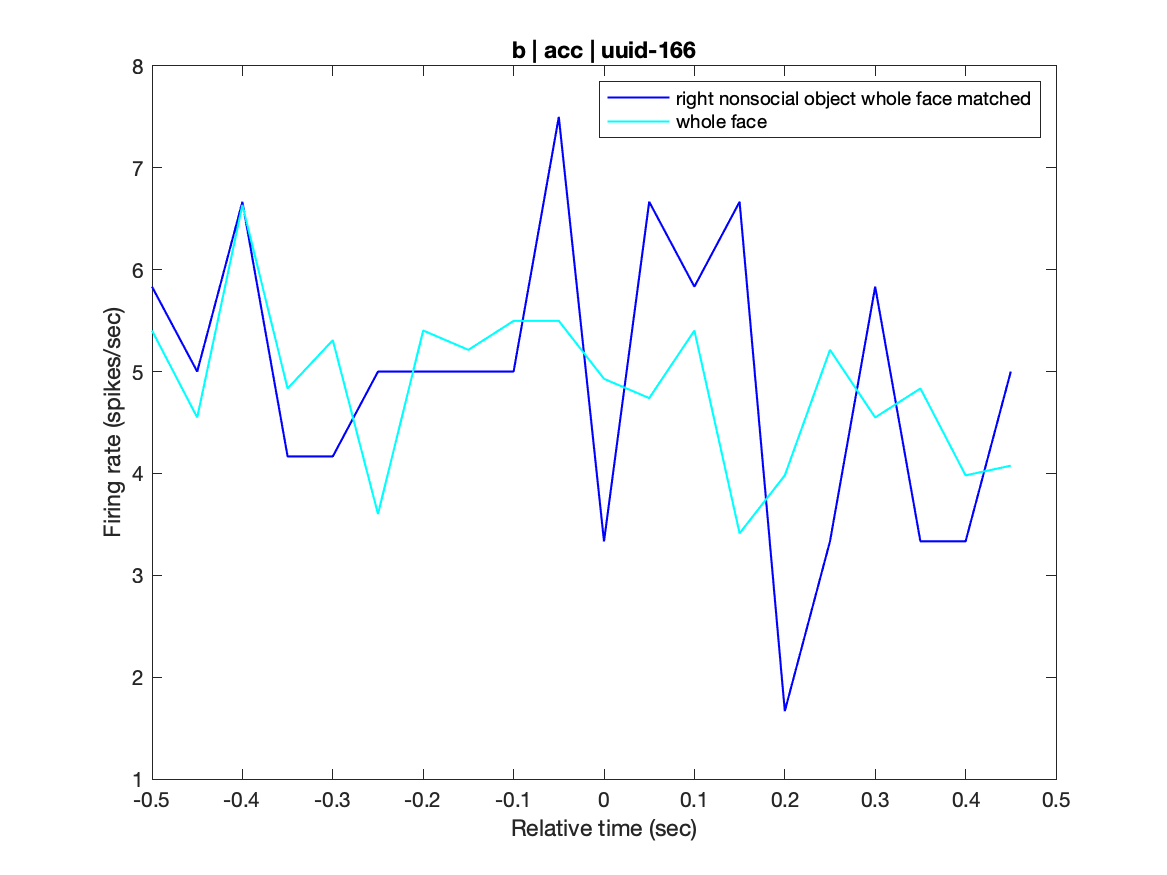 b | acc | uuid-166
right nonsocial object whole face matched
whole face
Firing rate (spikes/sec)
8
7
6
5
4
3
2
1
-0.5 -0.4 -0.3 -0.2 -0.1 0 0.1 0.2 0.3 0.4 0.5
Relative time (sec)